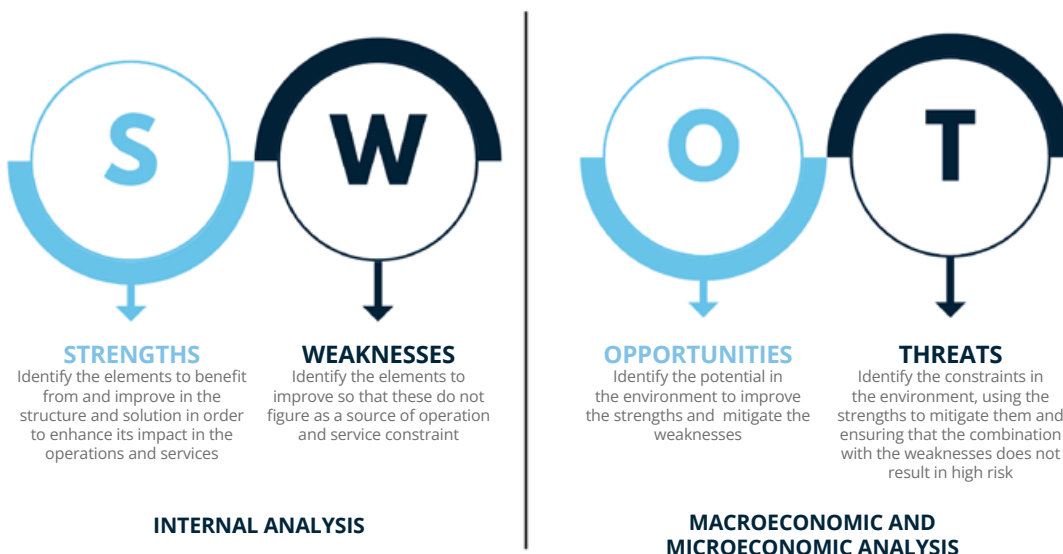 S
W
O
T
STRENGTHS
Identify the elements to benefit
from and improve in the
structure and solution in order
to enhance its impact in the
operations and services
WEAKNESSES
Identify the elements to
improve so that these do not
figure as a source of operation
and service constraint
OPPORTUNITIES
Identify the potential in
the environment to improve
the strengths and mitigate the
weaknesses
THREATS
Identify the constraints in
the environment, using the
strengths to mitigate them and
ensuring that the combination
with the weaknesses does not
result in high risk
INTERNAL ANALYSIS
MACROECONOMIC AND
MICROECONOMIC ANALYSIS